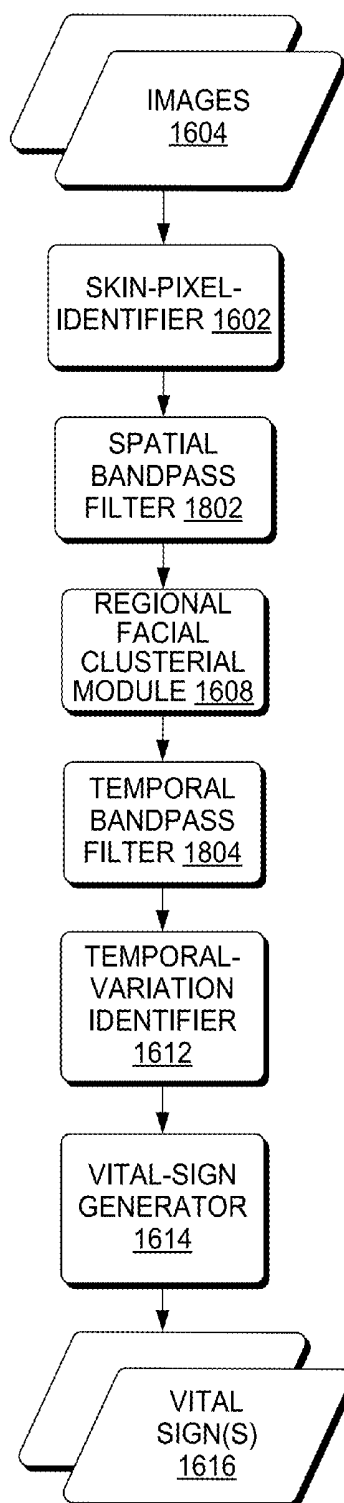 IMAGES
1604
SKIN-PIXEL-
IDENTIFIER 1602
SPATIAL
BANDPASS
FILTER 1802
REGIONAL
FACIAL
CLUSTERIAL
MODULE 1608
TEMPORAL
BANDPASS
FILTER 1804
TEMPORAL-
VARIATION
IDENTIFIER
1612
VITAL-SIGN
GENERATOR
1614
VITAL
SIGN(S)
1616